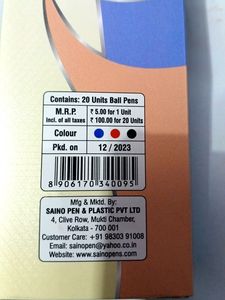 Contains: 20 Units Ball Pens
M.R.P. ₹ 5.00 for 1 Unit
Incl. of all taxes ₹ 100.00 for 20 Units
Colour
Pkd. on 12 / 2023
8 906170 340095
Mfg & Mktd. By:
SAINO PEN & PLASTIC PVT LTD
4, Clive Row, Mukti Chamber,
Kolkata - 700 001
Customer Care: +91 98303 91008
Email: sainopen@yahoo.co.in
Website: www.sainopens.com